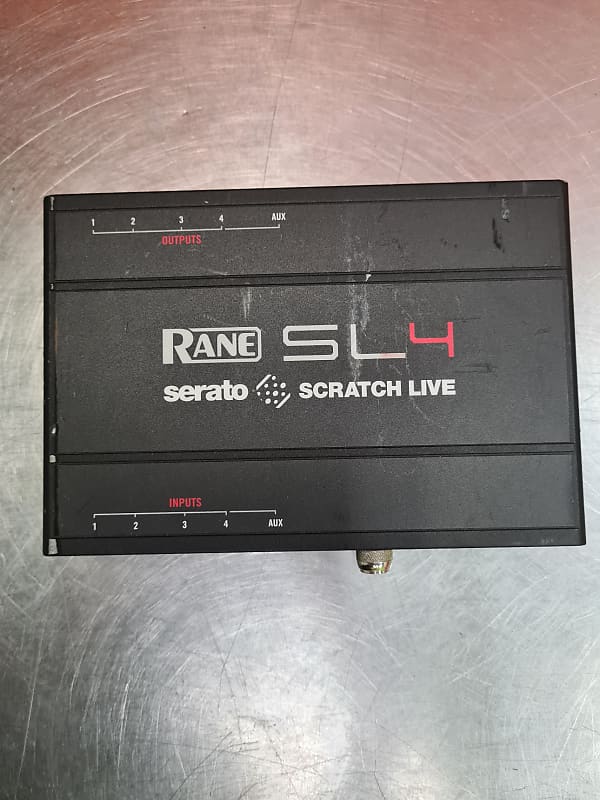 1 2 3 4 AUX
OUTPUTS
RANE SL4
serato SCRATCH LIVE
INPUTS
1 2 3 4 AUX